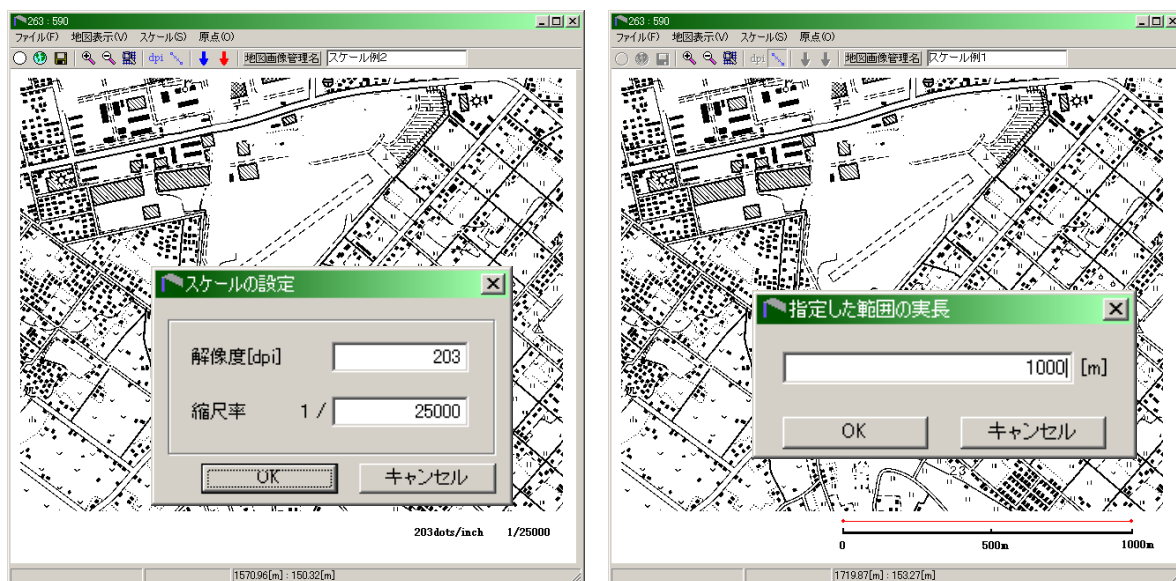 263 : 590
ファイル(F) 地図表示(V) スケール(S) 原点(O)
dpi 地図画像管理名 スケール例2
スケールの設定
解像度[dpi] 203
縮尺率 1 / 25000
OK キャンセル
203dots/inch 1/25000
1570.96[m] : 150.32[m]
263 : 590
ファイル(F) 地図表示(V) スケール(S) 原点(O)
dpi 地図画像管理名 スケール例1
指定した範囲の実長
1000 [m]
OK キャンセル
23
0 500m 1000m
1719.87[m] : 153.27[m]